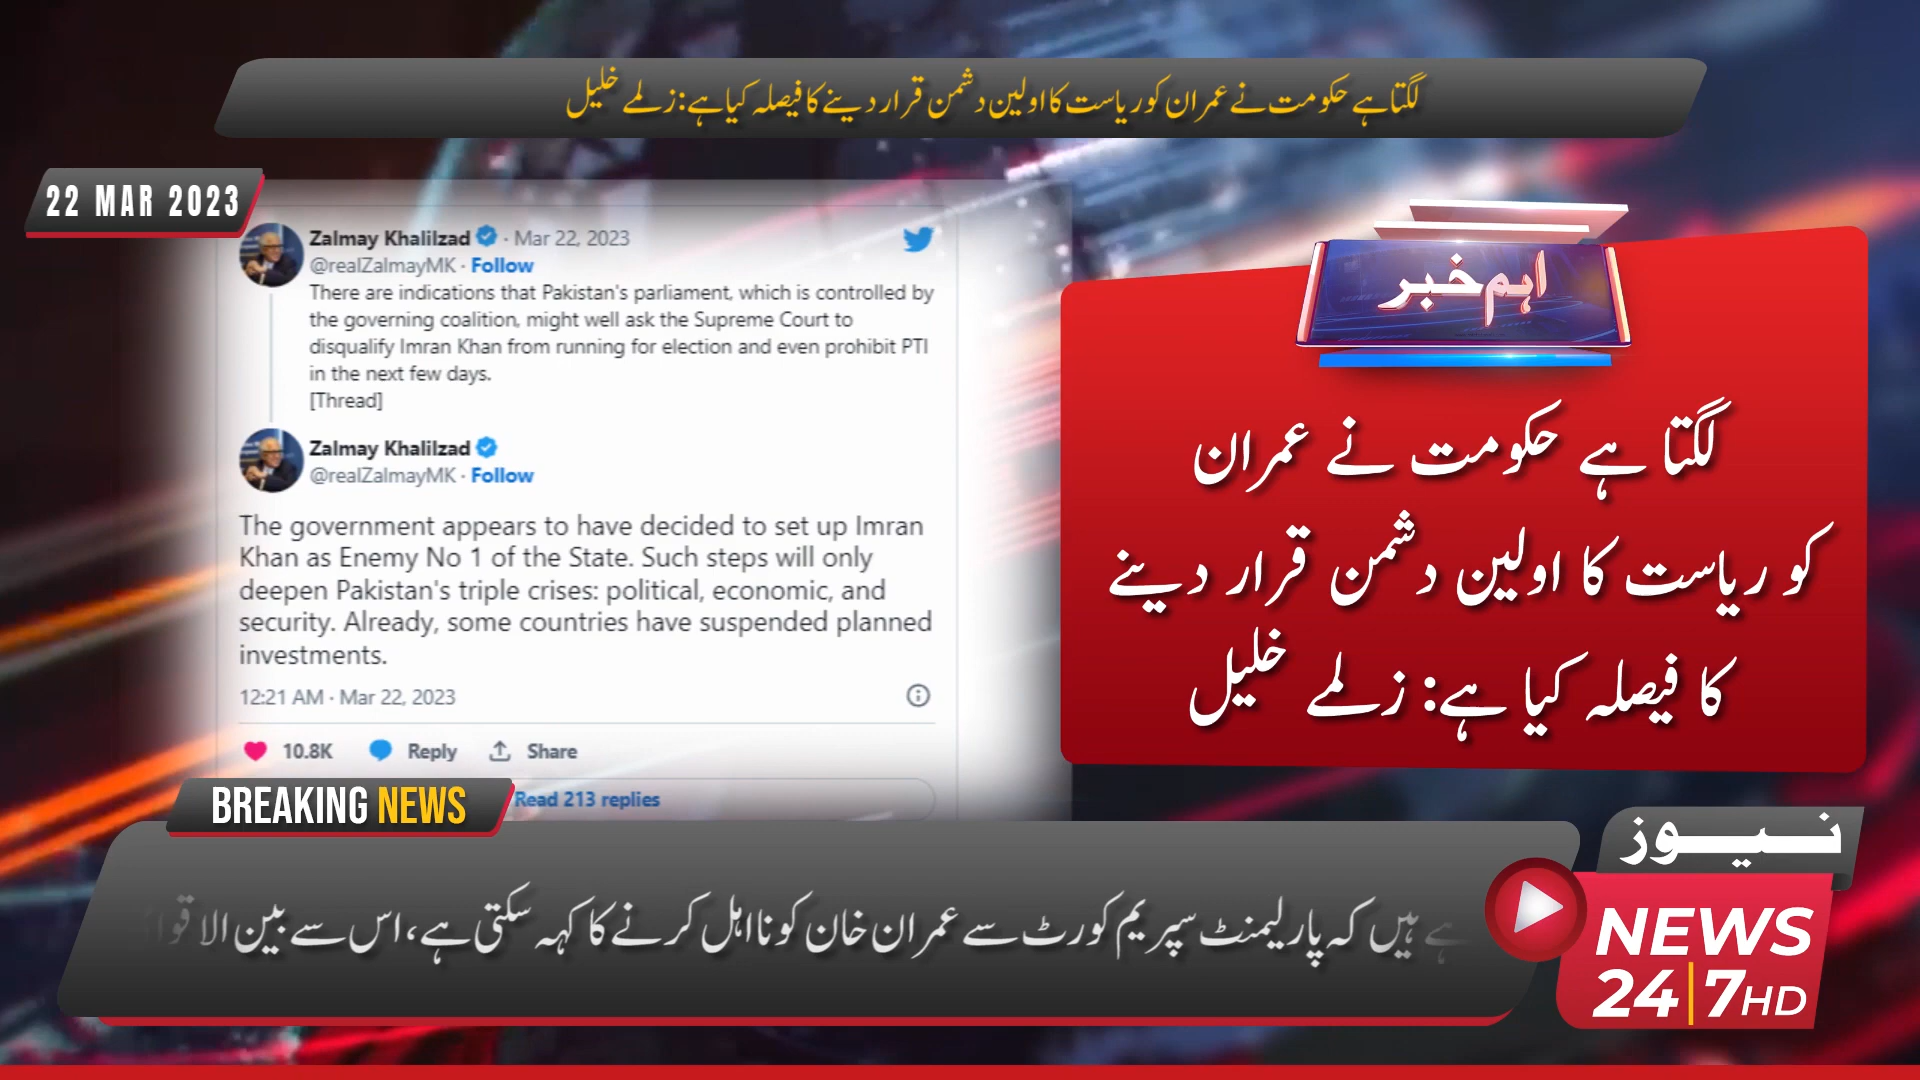 لگتا ہے حکومت نے عمران کو ریاست کا اولین دشمن قرار دینے کا فیصلہ کیا ہے: زلمے خلیل
22 MAR 2023
Zalmay Khalilzad · Mar 22, 2023
@realZalmayMK · Follow
There are indications that Pakistan's parliament, which is controlled by
the governing coalition, might well ask the Supreme Court to
disqualify Imran Khan from running for election and even prohibit PTI
in the next few days.
[Thread]
Zalmay Khalilzad
@realZalmayMK · Follow
The government appears to have decided to set up Imran
Khan as Enemy No 1 of the State. Such steps will only
deepen Pakistan's triple crises: political, economic, and
security. Already, some countries have suspended planned
investments.
12:21 AM · Mar 22, 2023
10.8K Reply Share
Read 213 replies
اہم خبر
لگتا ہے حکومت نے عمران
کو ریاست کا اولین دشمن قرار دینے
کا فیصلہ کیا ہے: زلمے خلیل
BREAKING NEWS
ہے ہیں کہ پارلیمنٹ سپریم کورٹ سے عمران خان کو نااہل کرنے کا کہہ سکتی ہے، اس سے بین
نیوز
NEWS
24|7HD